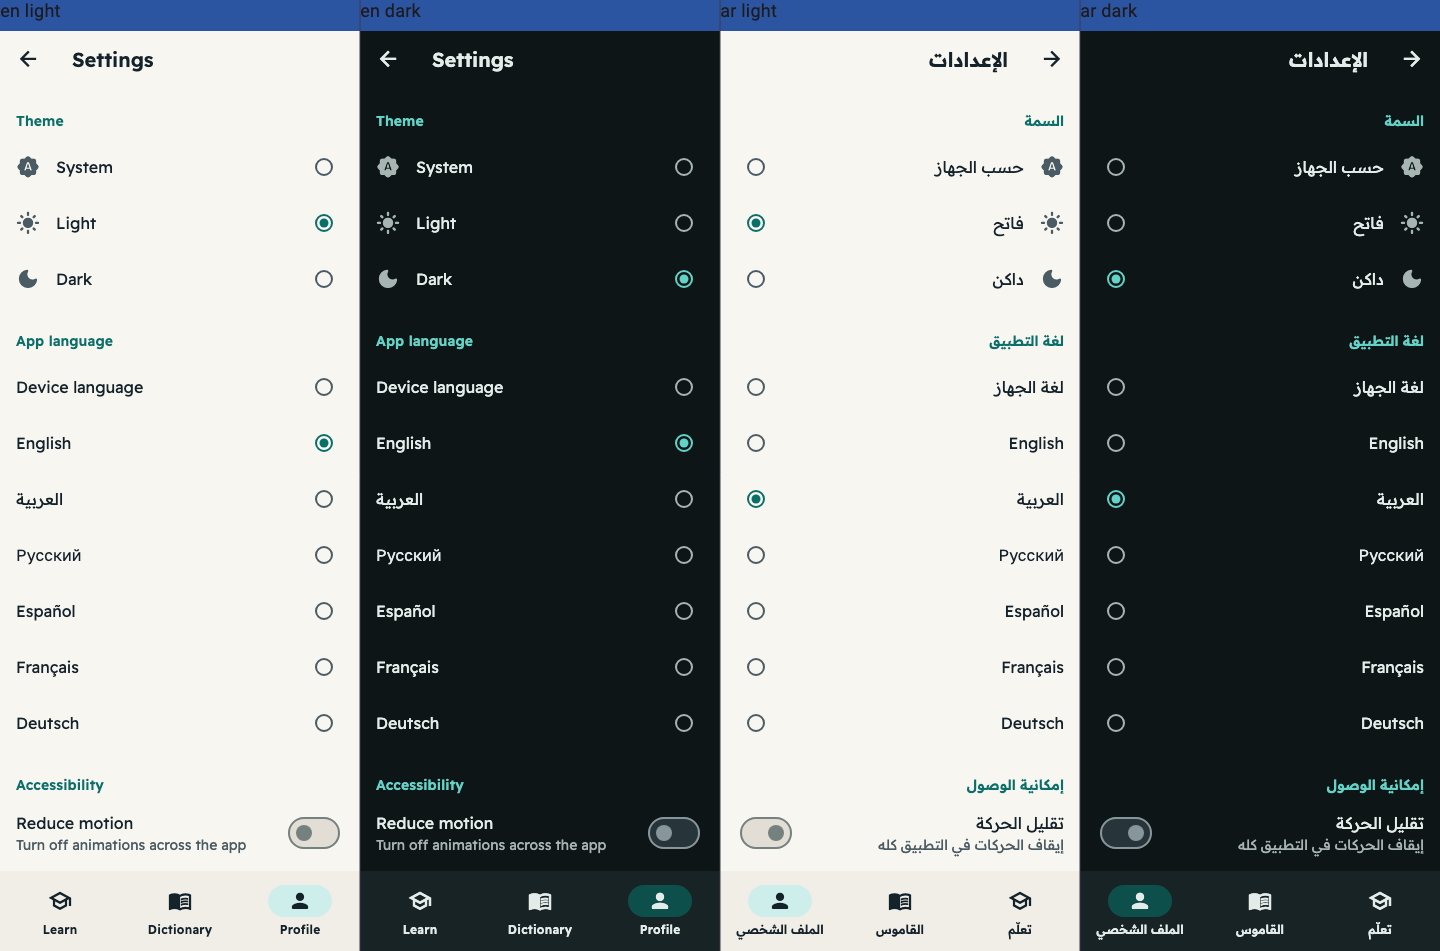 en light
Settings
Theme
System
Light
Dark
App language
Device language
English
العربية
Русский
Español
Français
Deutsch
Accessibility
Reduce motion
Turn off animations across the app
Learn
Dictionary
Profile
en dark
Settings
Theme
System
Light
Dark
App language
Device language
English
العربية
Русский
Español
Français
Deutsch
Accessibility
Reduce motion
Turn off animations across the app
Learn
Dictionary
Profile
ar light
الإعدادات
السمة
حسب الجهاز
فاتح
داكن
لغة التطبيق
لغة الجهاز
English
العربية
Русский
Español
Français
Deutsch
إمكانية الوصول
تقليل الحركة
إيقاف الحركات في التطبيق كله
تعلّم
القاموس
الملف الشخصي
ar dark
الإعدادات
السمة
حسب الجهاز
فاتح
داكن
لغة التطبيق
لغة الجهاز
English
العربية
Русский
Español
Français
Deutsch
إمكانية الوصول
تقليل الحركة
إيقاف الحركات في التطبيق كله
تعلّم
القاموس
الملف الشخصي